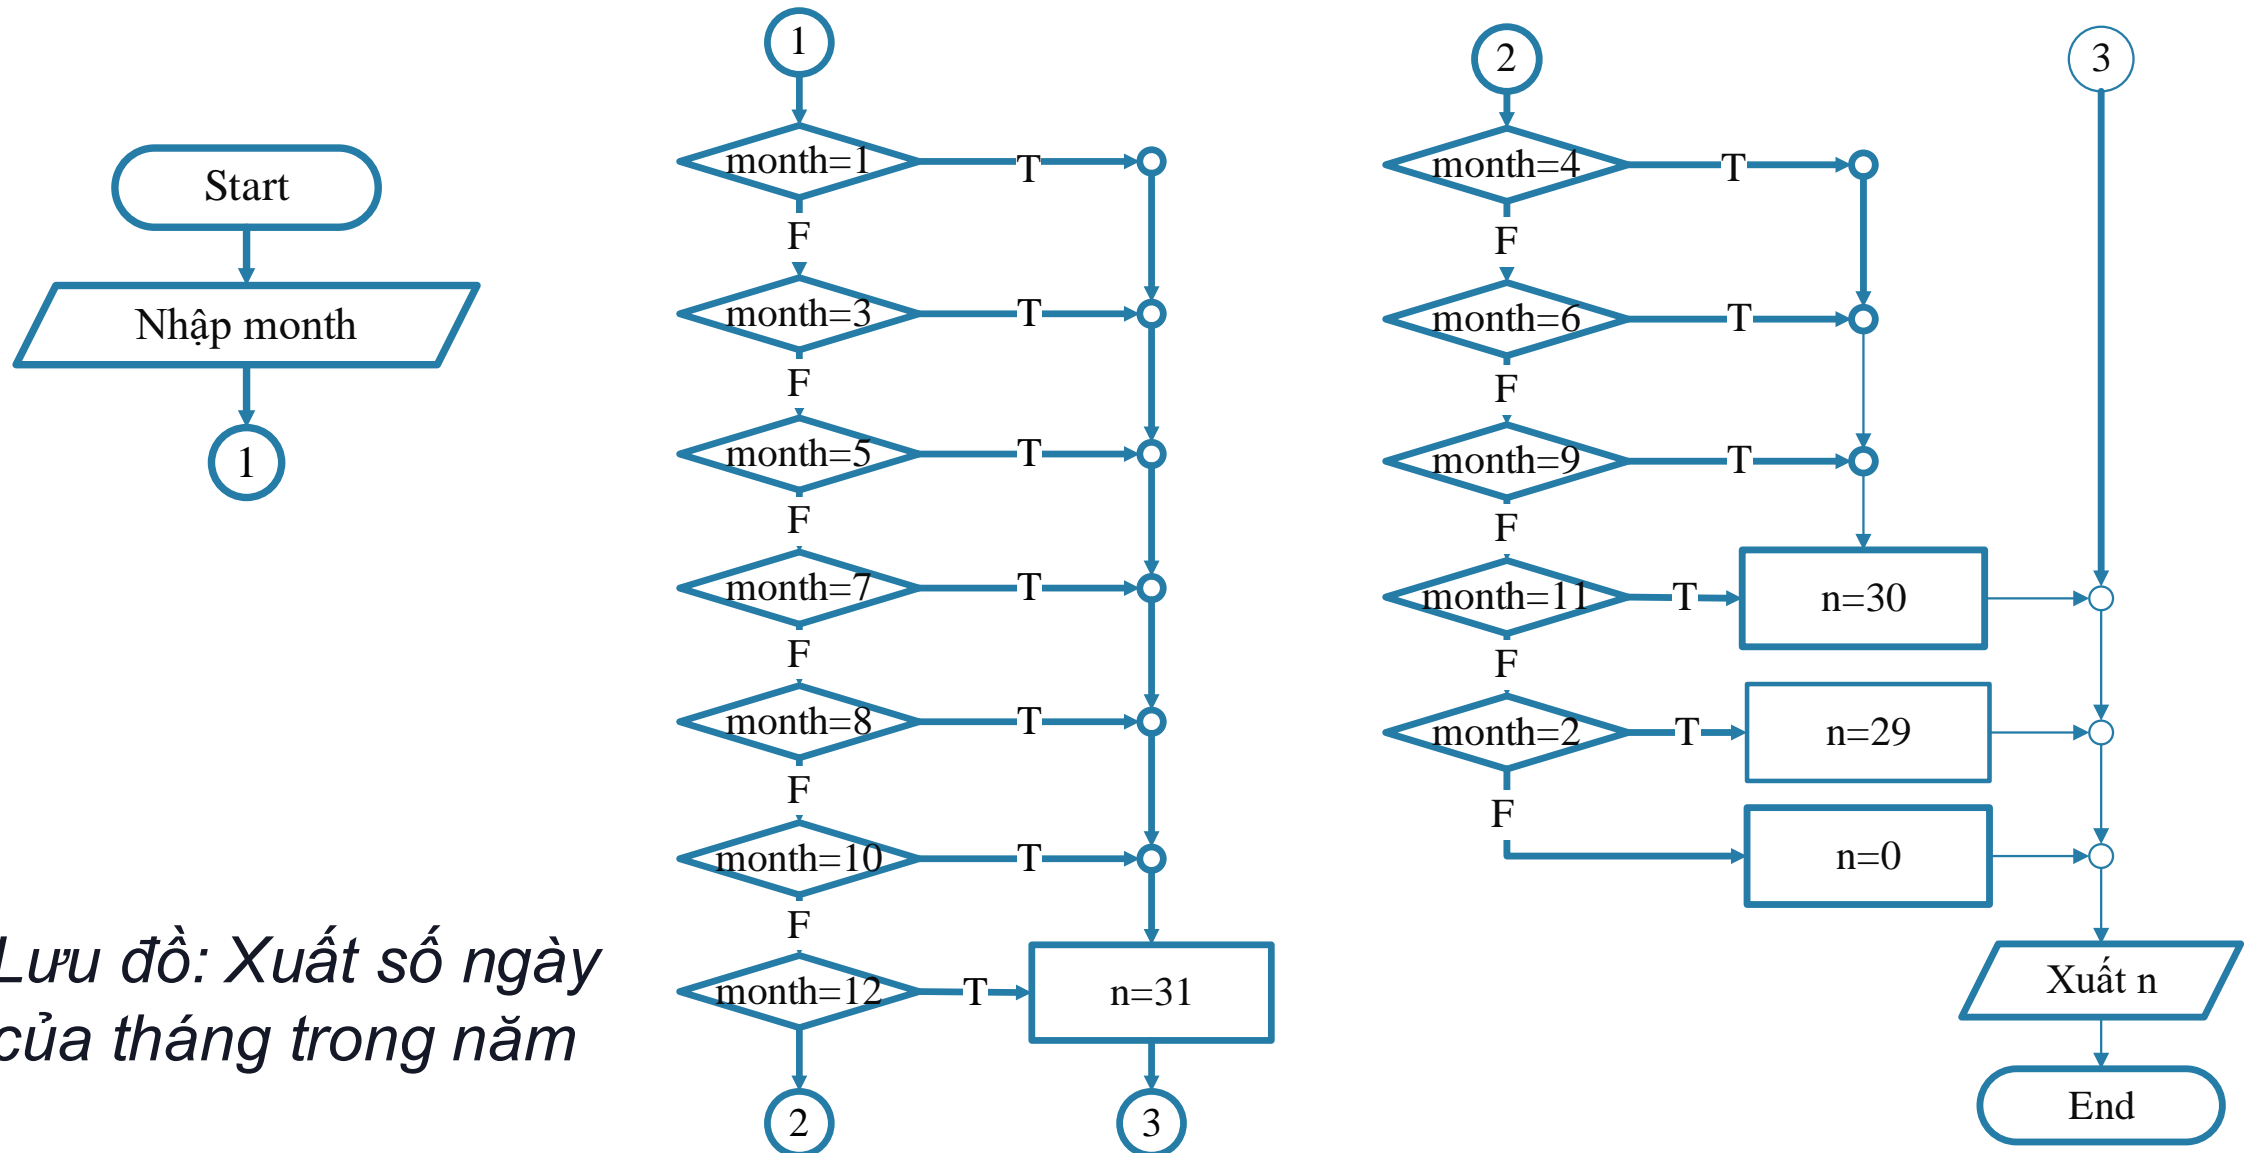 Start
Nhập month
1
Lưu đồ: Xuất số ngày
của tháng trong năm
1
month=1
T
F
month=3
T
F
month=5
T
F
month=7
T
F
month=8
T
F
month=10
T
F
month=12
T
n=31
2
3
2
month=4
T
F
month=6
T
F
month=9
T
F
month=11
T
n=30
F
month=2
T
n=29
F
n=0
3
Xuất n
End